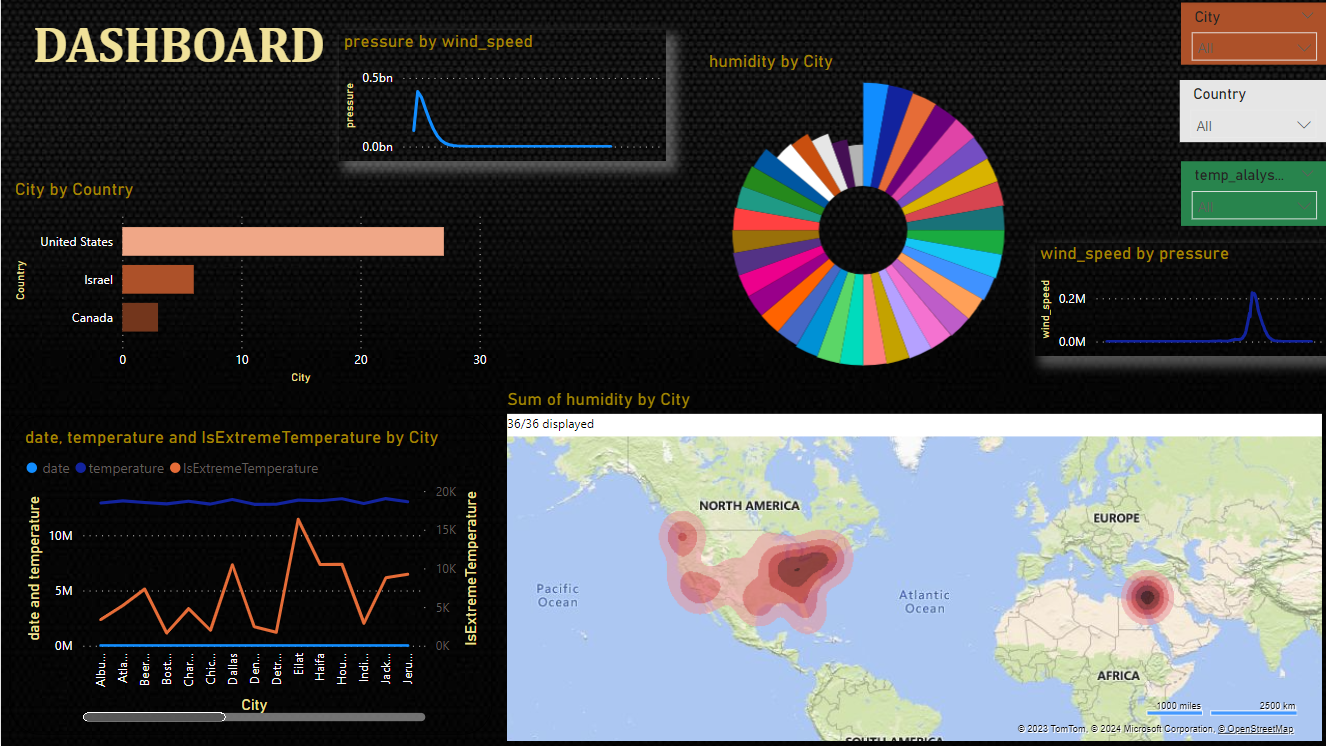 DASHBOARD
pressure by wind_speed
pressure
0.5bn
0.0bn
humidity by City
City
All
Country
All
temp_alalys...
All
City by Country
Country
United States
Israel
Canada
0
10
20
30
City
wind_speed by pressure
wind_speed
0.2M
0.0M
date, temperature and IsExtremeTemperature by City
date
temperature
IsExtremeTemperature
date and temperature
10M
5M
0M
20K
15K
10K
5K
0K
IsExtremeTemperature
Albu...
Atla...
Beer...
Bost...
Char...
Chic...
Dallas
Den...
Detr...
Eilat
Haifa
Hou...
Indi...
Jack...
Jeru...
City
Sum of humidity by City
36/36 displayed
NORTH AMERICA
EUROPE
Pacific
Ocean
Atlantic
Ocean
AFRICA
SOUTH AMERICA
1000 miles
2500 km
© 2023 TomTom, © 2024 Microsoft Corporation, © OpenStreetMap